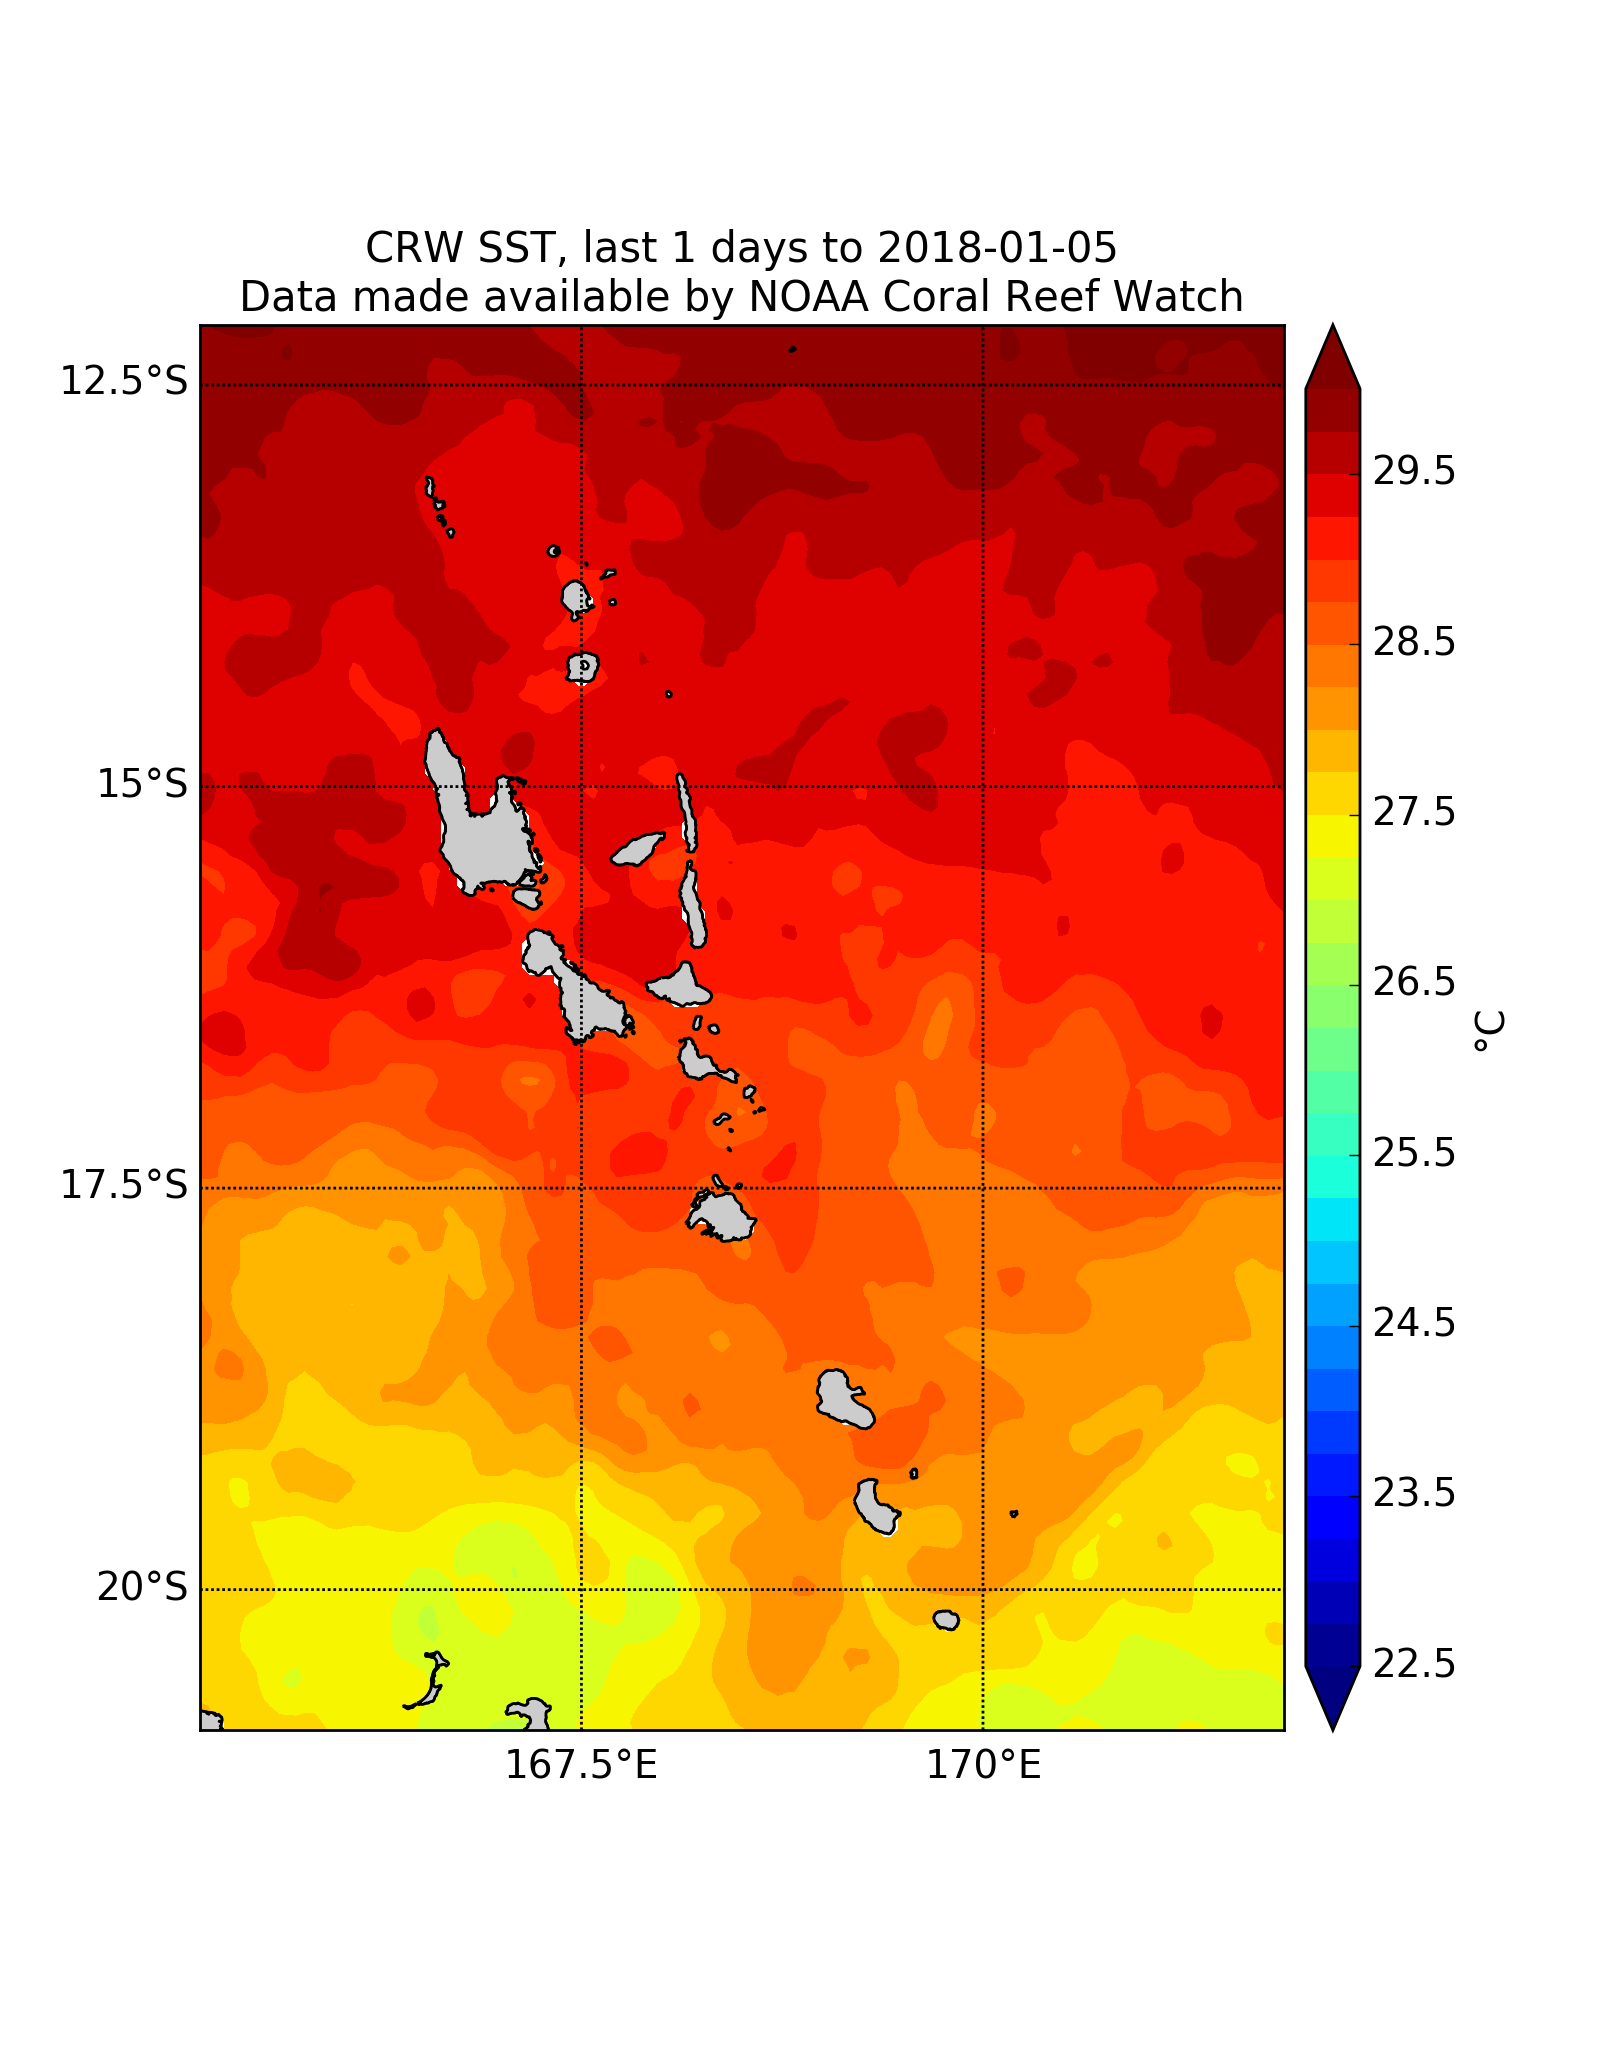 CRW SST, last 1 days to 2018-01-05
Data made available by NOAA Coral Reef Watch
12.5°S
15°S
17.5°S
20°S
167.5°E
170°E
29.5
28.5
27.5
26.5
25.5
24.5
23.5
22.5
°C